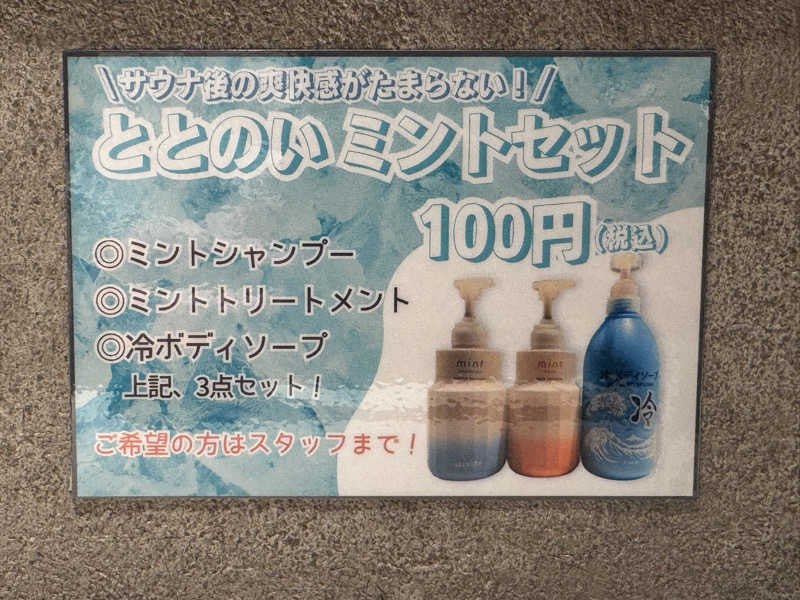 \サウナ後の爽快感がたまらない!/
ととのいミントセット
100円(税込)
◎ミントシャンプー
◎ミントトリートメント
◎冷ボディソープ
上記、3点セット!
ご希望の方はスタッフまで!
mint
mint
冷